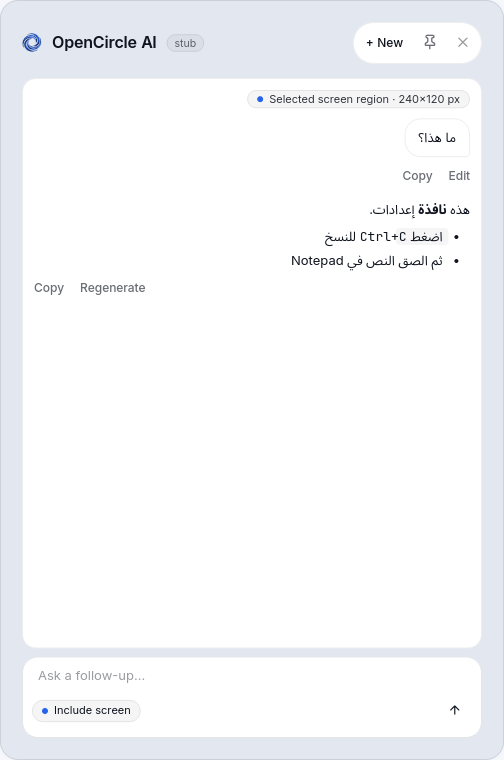 OpenCircle AI stub + New
Selected screen region · 240×120 px
ما هذا؟
Copy Edit
هذه نافذة إعدادات.
• اضغط Ctrl+C للنسخ
• ثم الصق النص في Notepad
Copy Regenerate
Ask a follow-up...
Include screen